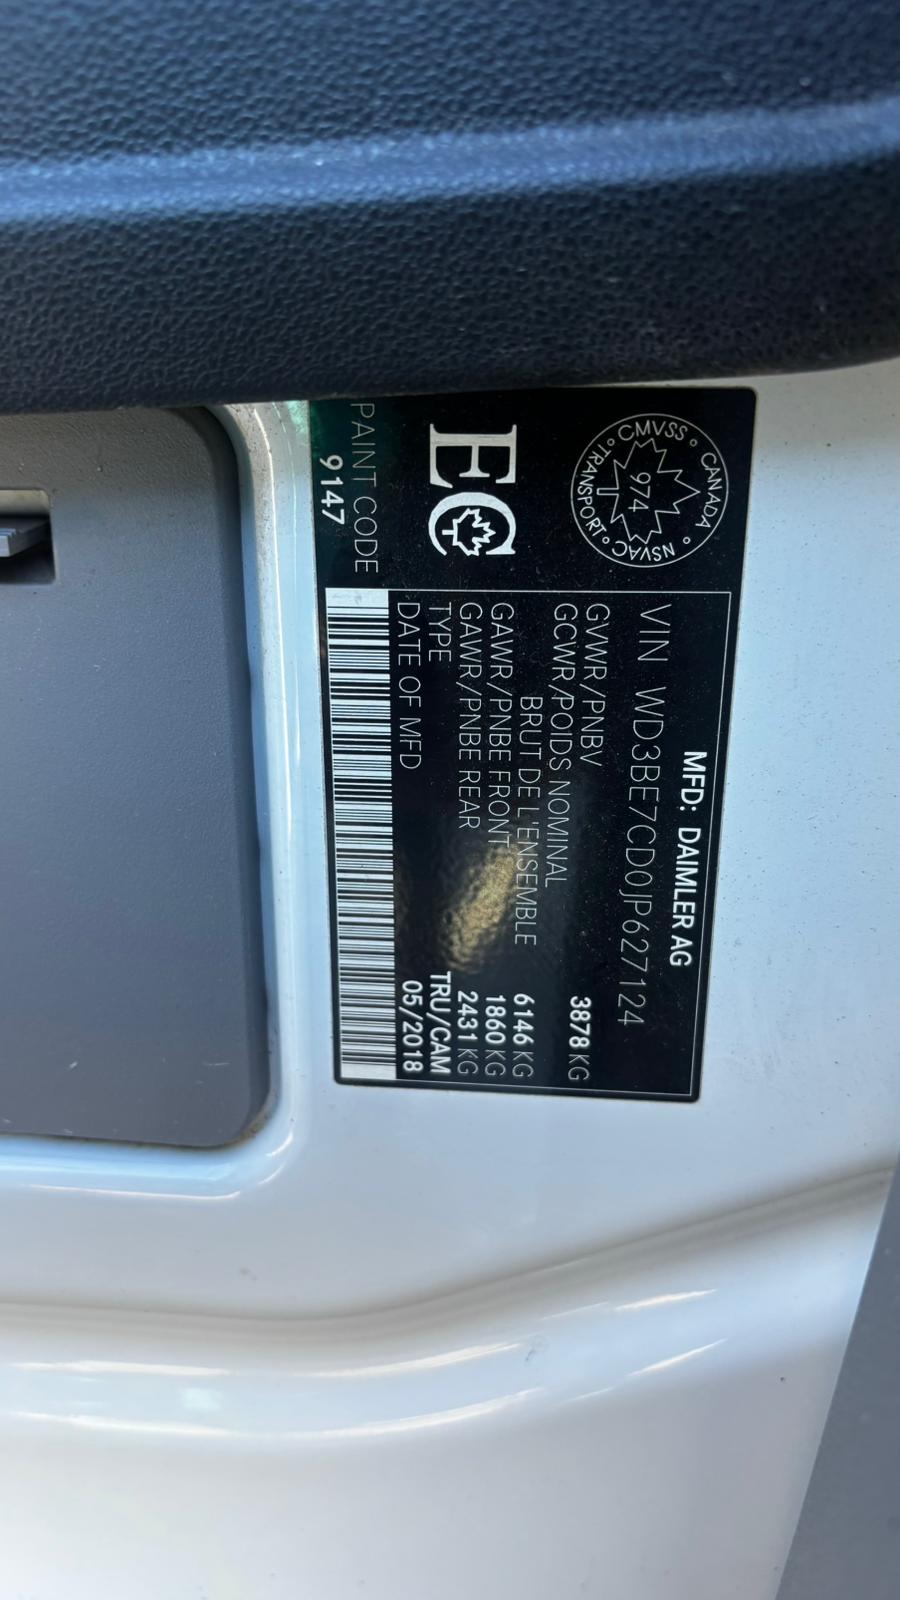 CMVSS
CANADA
NSVAC
TRANSPORT
974
EC
PAINT CODE
9147
MFD: DAIMLER AG
VIN WD3BE7CD0JP627124
GVWR/PNBV 3878 KG
GCWR/POIDS NOMINAL
BRUT DE L'ENSEMBLE 6146 KG
GAWR/PNBE FRONT 1860 KG
GAWR/PNBE REAR 2431 KG
TYPE TRU/CAM
DATE OF MFD 05/2018